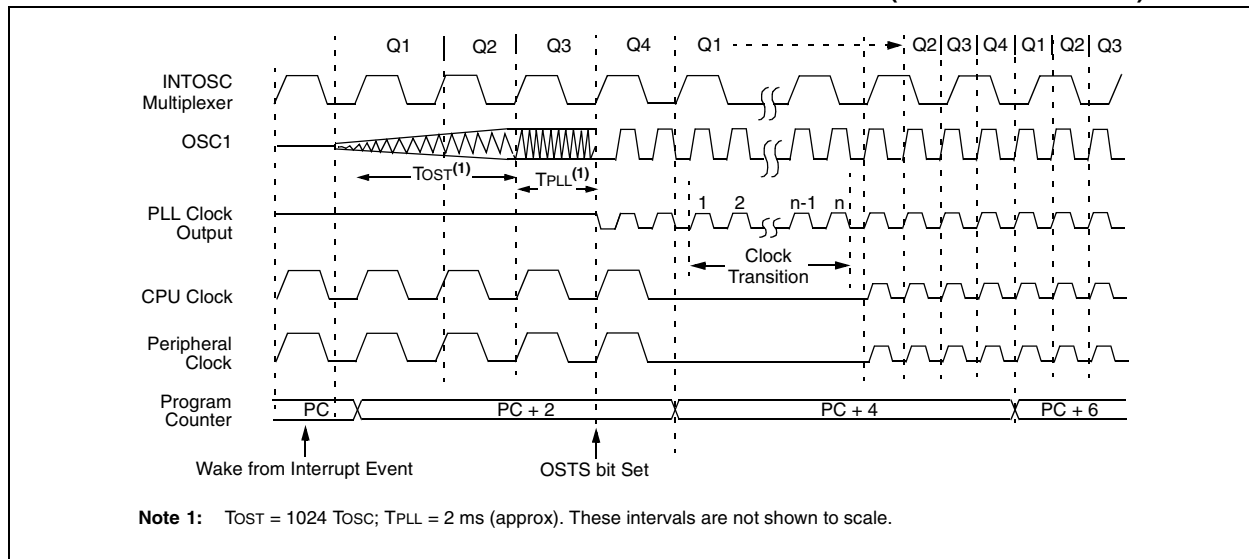 Q1 Q2 Q3 Q4 Q1 Q2 Q3 Q4 Q1 Q2 Q3
INTOSC
Multiplexer
OSC1
TOST(1) TPLL(1)
1 2 n-1 n
PLL Clock
Output
Clock
Transition
CPU Clock
Peripheral
Clock
Program
Counter
PC PC + 2 PC + 4 PC + 6
Wake from Interrupt Event OSTS bit Set
Note 1: TOST = 1024 TOSC; TPLL = 2 ms (approx). These intervals are not shown to scale.